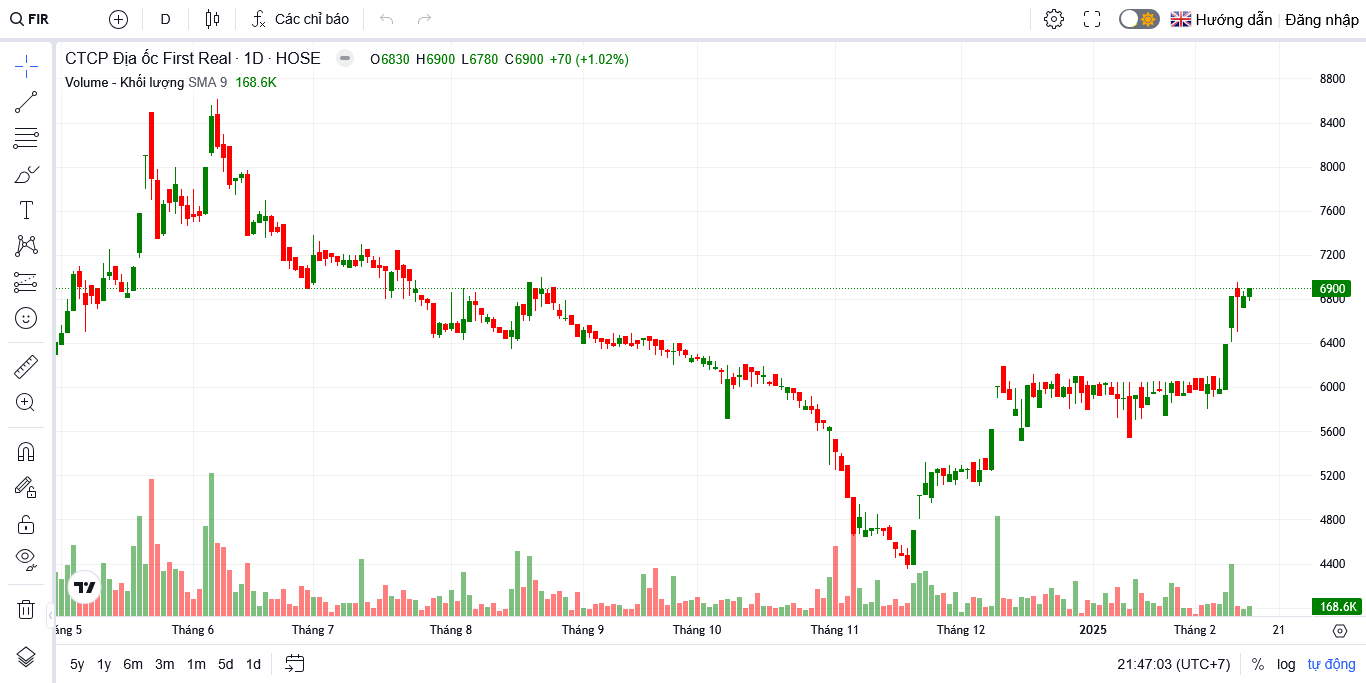 FIR D Các chỉ báo Hướng dẫn Đăng nhập
CTCP Địa ốc First Real · 1D · HOSE O6830 H6900 L6780 C6900 +70 (+1.02%)
Volume - Khối lượng SMA 9 168.6K
8800
8400
8000
7600
7200
6900
6800
6400
6000
5600
5200
4800
4400
168.6K
áng 5 Tháng 6 Tháng 7 Tháng 8 Tháng 9 Tháng 10 Tháng 11 Tháng 12 2025 Tháng 2 21
5y 1y 6m 3m 1m 5d 1d 21:47:03 (UTC+7) % log tự động